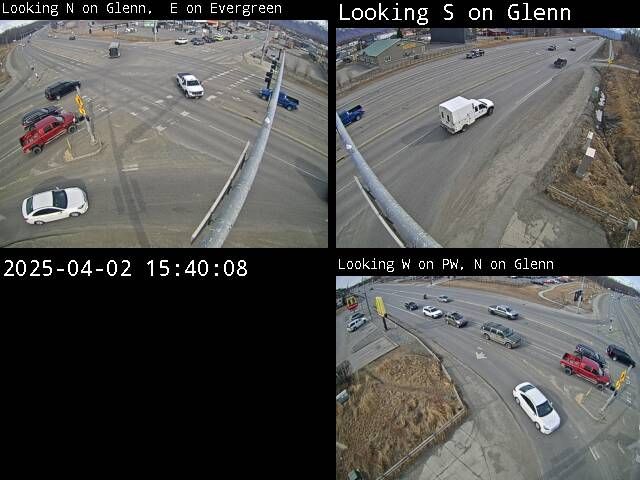 Looking N on Glenn, E on Evergreen
Looking S on Glenn
2025-04-02 15:40:08
Looking W on PW, N on Glenn